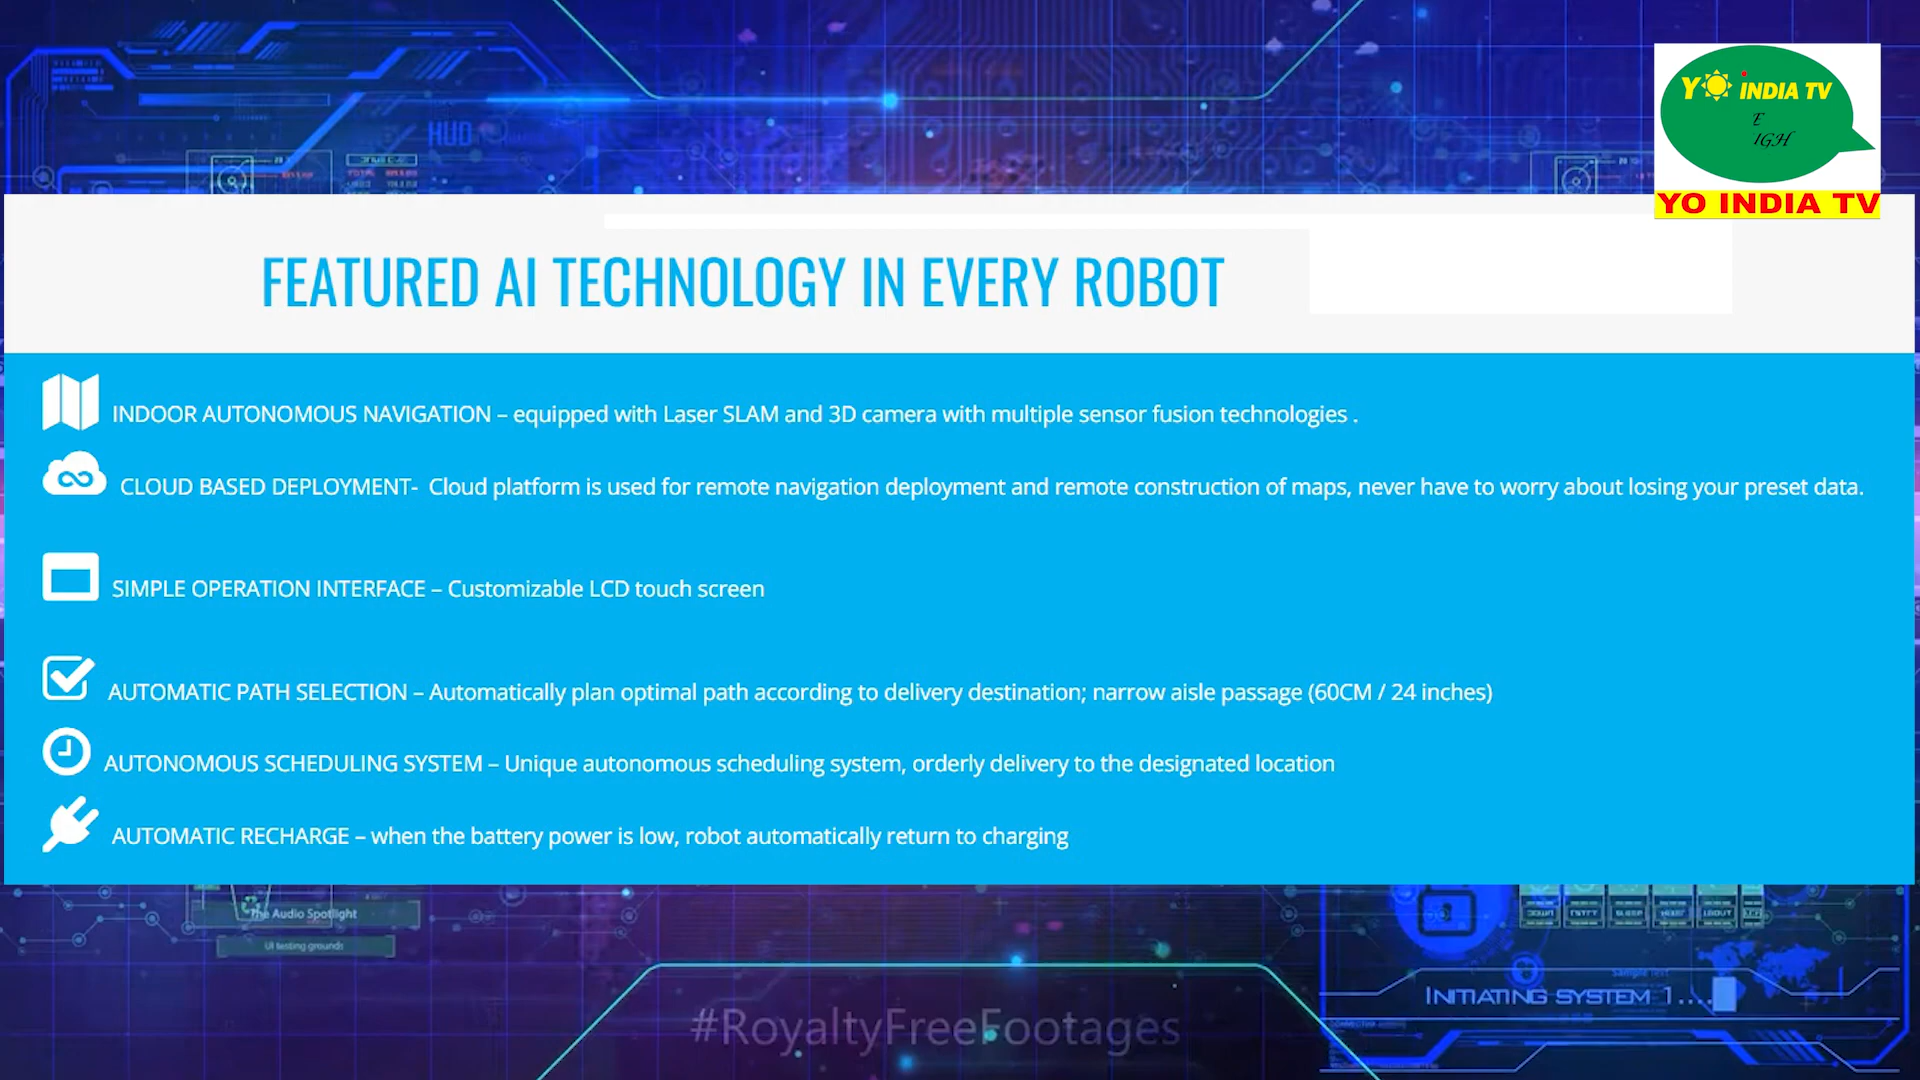 HUD
YO INDIA TV
E
IGH
YO INDIA TV
FEATURED AI TECHNOLOGY IN EVERY ROBOT
INDOOR AUTONOMOUS NAVIGATION – equipped with Laser SLAM and 3D camera with multiple sensor fusion technologies .
CLOUD BASED DEPLOYMENT- Cloud platform is used for remote navigation deployment and remote construction of maps, never have to worry about losing your preset data.
SIMPLE OPERATION INTERFACE – Customizable LCD touch screen
AUTOMATIC PATH SELECTION – Automatically plan optimal path according to delivery destination; narrow aisle passage (60CM / 24 inches)
AUTONOMOUS SCHEDULING SYSTEM – Unique autonomous scheduling system, orderly delivery to the designated location
AUTOMATIC RECHARGE – when the battery power is low, robot automatically return to charging
The Audio Spotlight
UI testing grounds
Sample Text
INITIATING SYSTEM 1....
#RoyaltyFreeFootages